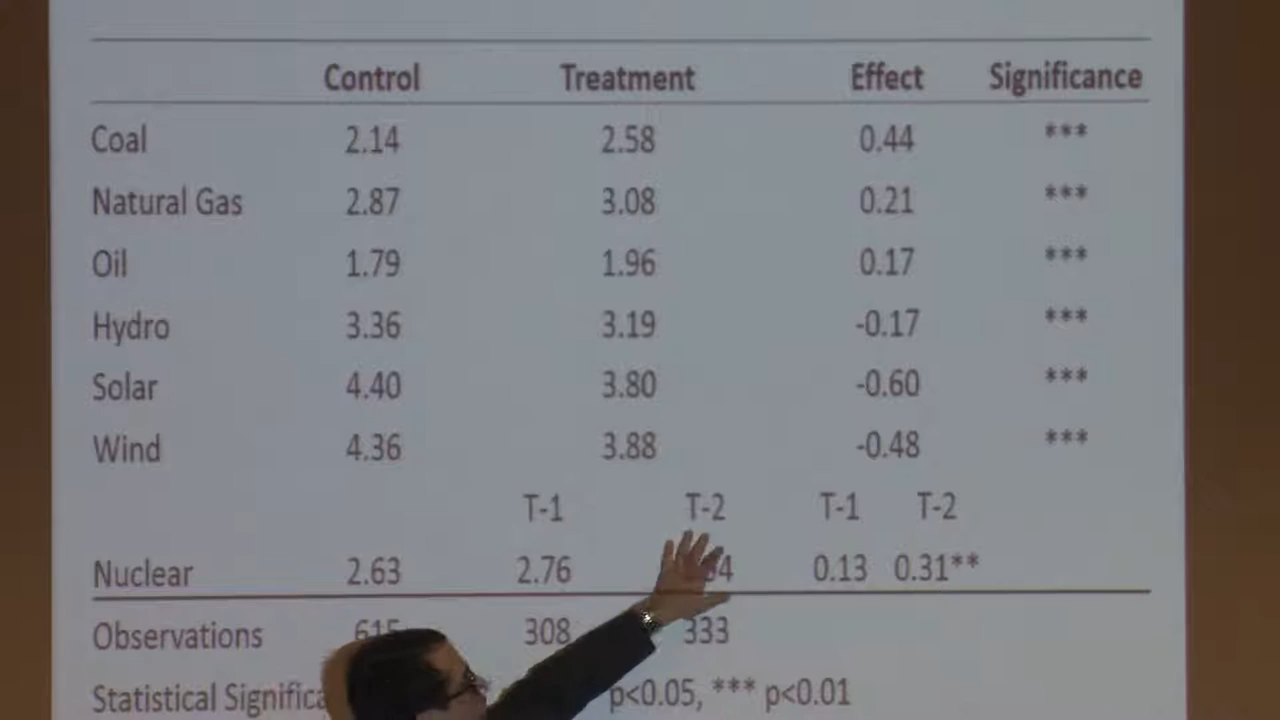 Control Treatment Effect Significance
Coal 2.14 2.58 0.44 ***
Natural Gas 2.87 3.08 0.21 ***
Oil 1.79 1.96 0.17 ***
Hydro 3.36 3.19 -0.17 ***
Solar 4.40 3.80 -0.60 ***
Wind 4.36 3.88 -0.48 ***
T-1 T-2 T-1 T-2
Nuclear 2.63 2.76 0.13 0.31**
Observations 308 333
Statistical p<0.05, *** p<0.01